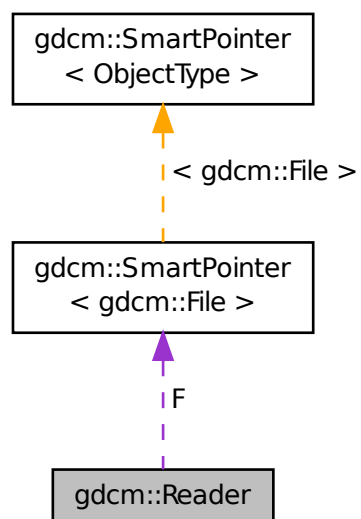 gdcm::SmartPointer
< ObjectType >
< gdcm::File >
gdcm::SmartPointer
< gdcm::File >
F
gdcm::Reader